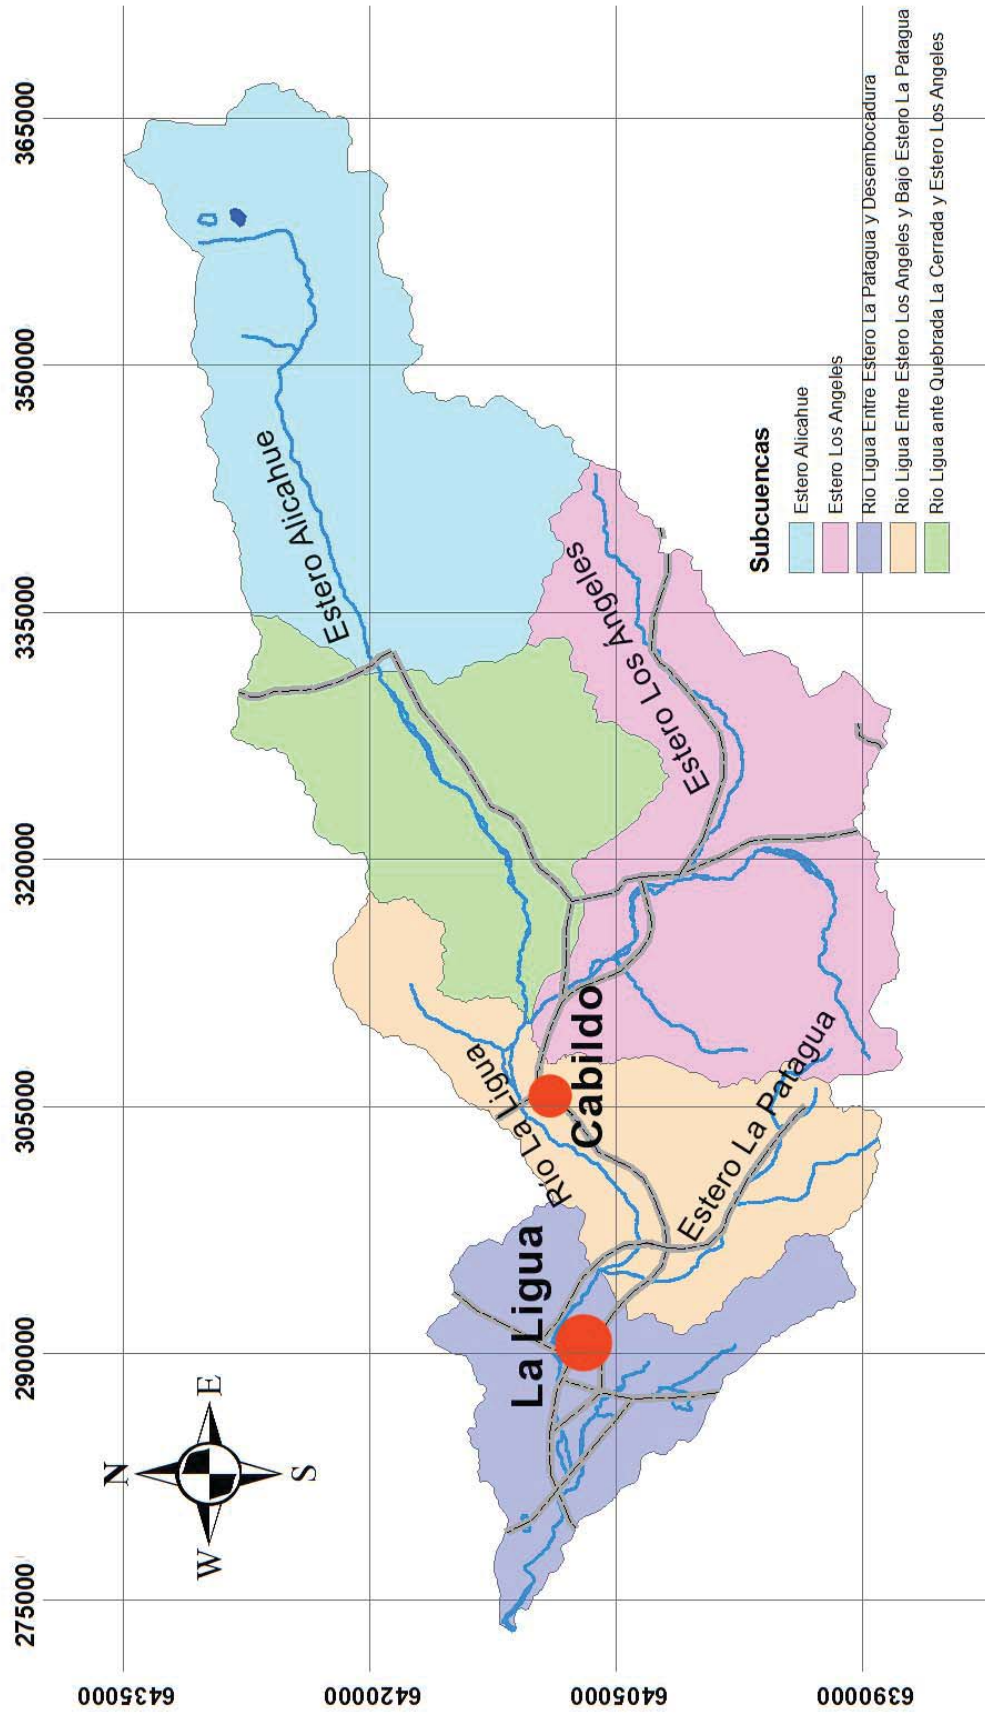 275000
290000
305000
320000
335000
350000
365000
6435000
6420000
6405000
6390000
N
W
E
S
Estero Alicahue
Río La Ligua
La Ligua
Cabildo
Estero Los Ángeles
Estero La Patagua
Subcuencas
Estero Alicahue
Estero Los Angeles
Rio Ligua Entre Estero La Patagua y Desembocadura
Rio Ligua Entre Estero Los Angeles y Bajo Estero La Patagua
Rio Ligua ante Quebrada La Cerrada y Estero Los Angeles